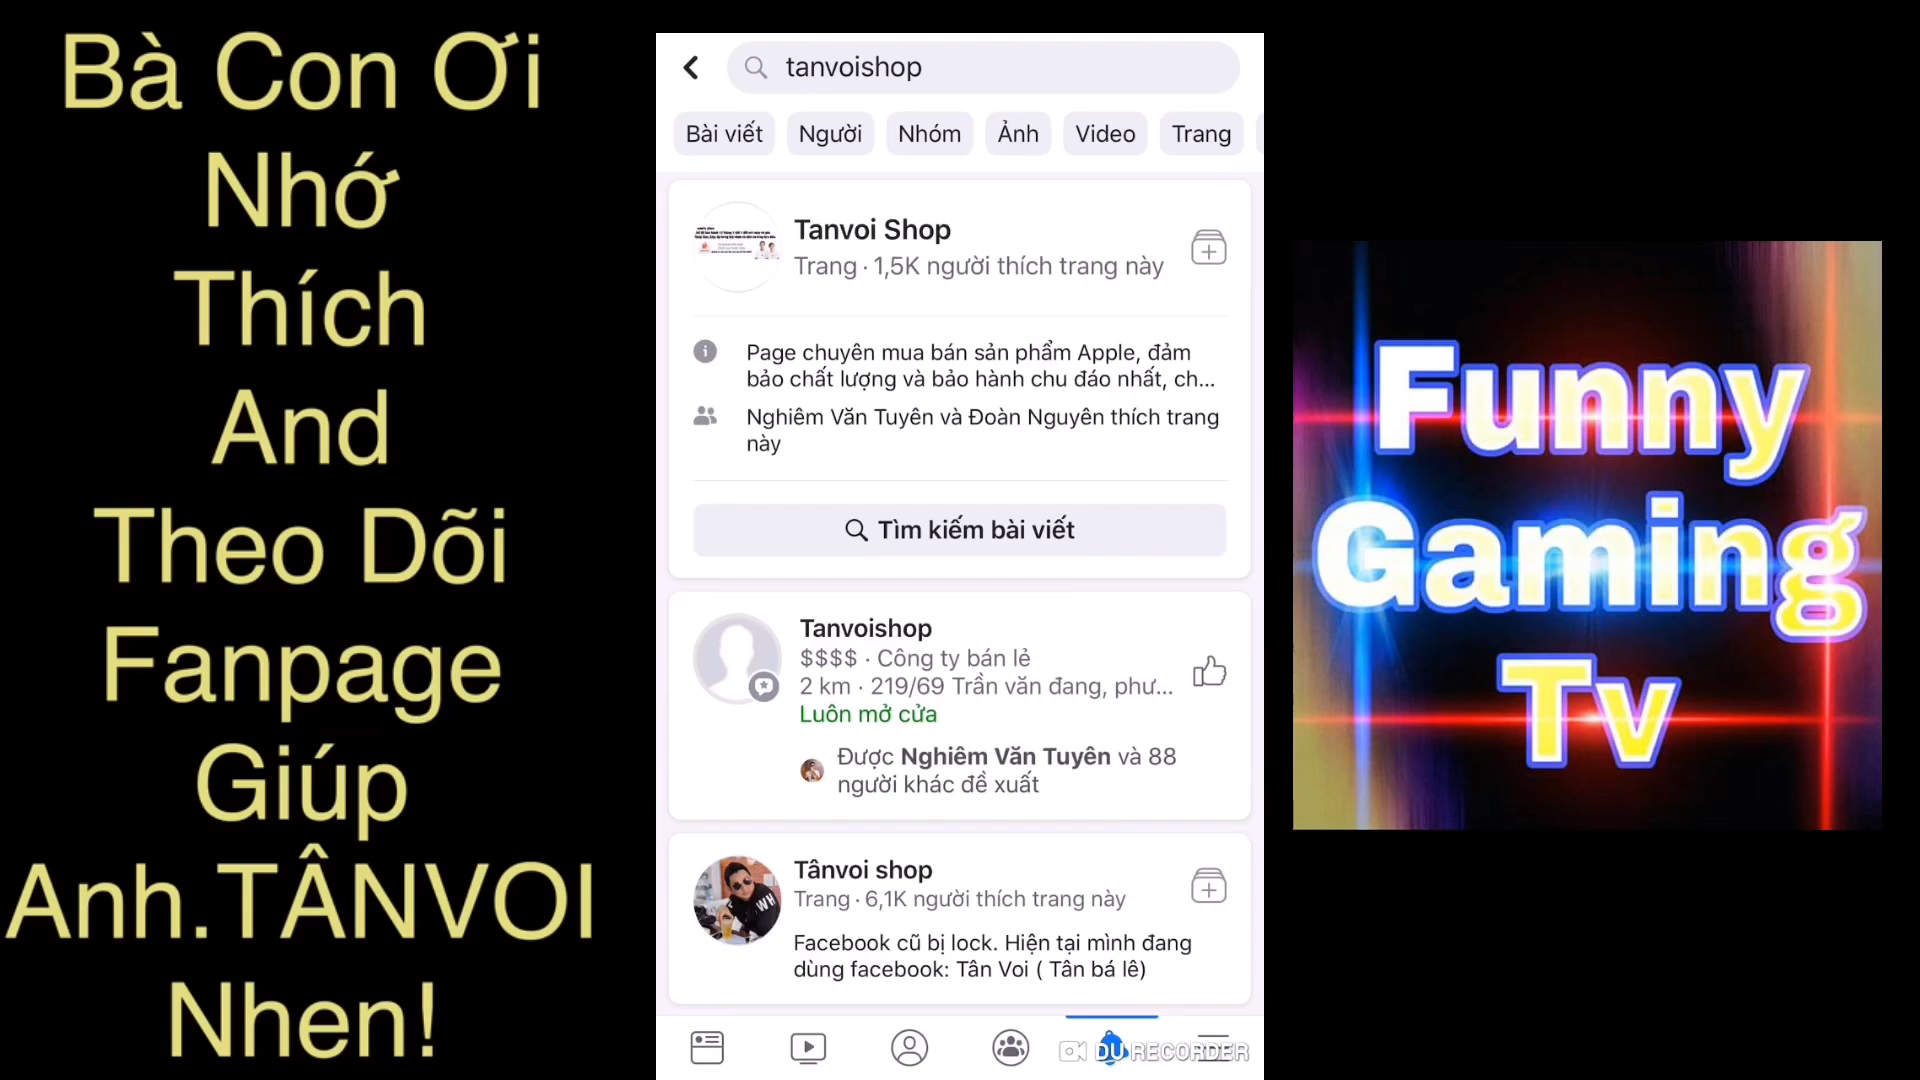 Bà Con Ơi
Nhớ
Thích
And
Theo Dõi
Fanpage
Giúp
Anh.TÂNVOI
Nhen!
tanvoishop
Bài viết
Người
Nhóm
Ảnh
Video
Trang
Tanvoi Shop
Trang · 1,5K người thích trang này
Page chuyên mua bán sản phẩm Apple, đảm
bảo chất lượng và bảo hành chu đáo nhất, ch...
Nghiêm Văn Tuyên và Đoàn Nguyên thích trang
này
Tìm kiếm bài viết
Tanvoishop
$$$$ · Công ty bán lẻ
2 km · 219/69 Trần văn đang, phư...
Luôn mở cửa
Được Nghiêm Văn Tuyên và 88
người khác đề xuất
Tânvoi shop
Trang · 6,1K người thích trang này
Facebook cũ bị lock. Hiện tại mình đang
dùng facebook: Tân Voi ( Tân bá lê)
DU RECORDER
Funny
Gaming
Tv